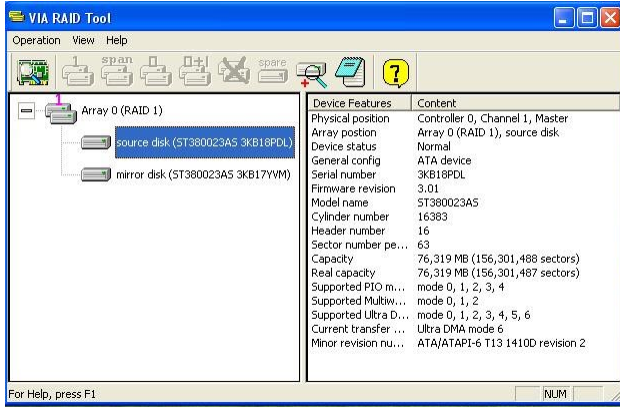 VIA RAID Tool
Operation View Help
1 span 0 0+1 spare ?
1
Array 0 (RAID 1)
source disk (ST380023AS 3KB18PDL)
mirror disk (ST380023AS 3KB17YVM)
Device Features Content
Physical position Controller 0, Channel 1, Master
Array postion Array 0 (RAID 1), source disk
Device status Normal
General config ATA device
Serial number 3KB18PDL
Firmware revision 3.01
Model name ST380023AS
Cylinder number 16383
Header number 16
Sector number pe... 63
Capacity 76,319 MB (156,301,488 sectors)
Real capacity 76,319 MB (156,301,487 sectors)
Supported PIO m... mode 0, 1, 2, 3, 4
Supported Multiw... mode 0, 1, 2
Supported Ultra D... mode 0, 1, 2, 3, 4, 5, 6
Current transfer ... Ultra DMA mode 6
Minor revision nu... ATA/ATAPI-6 T13 1410D revision 2
For Help, press F1 NUM